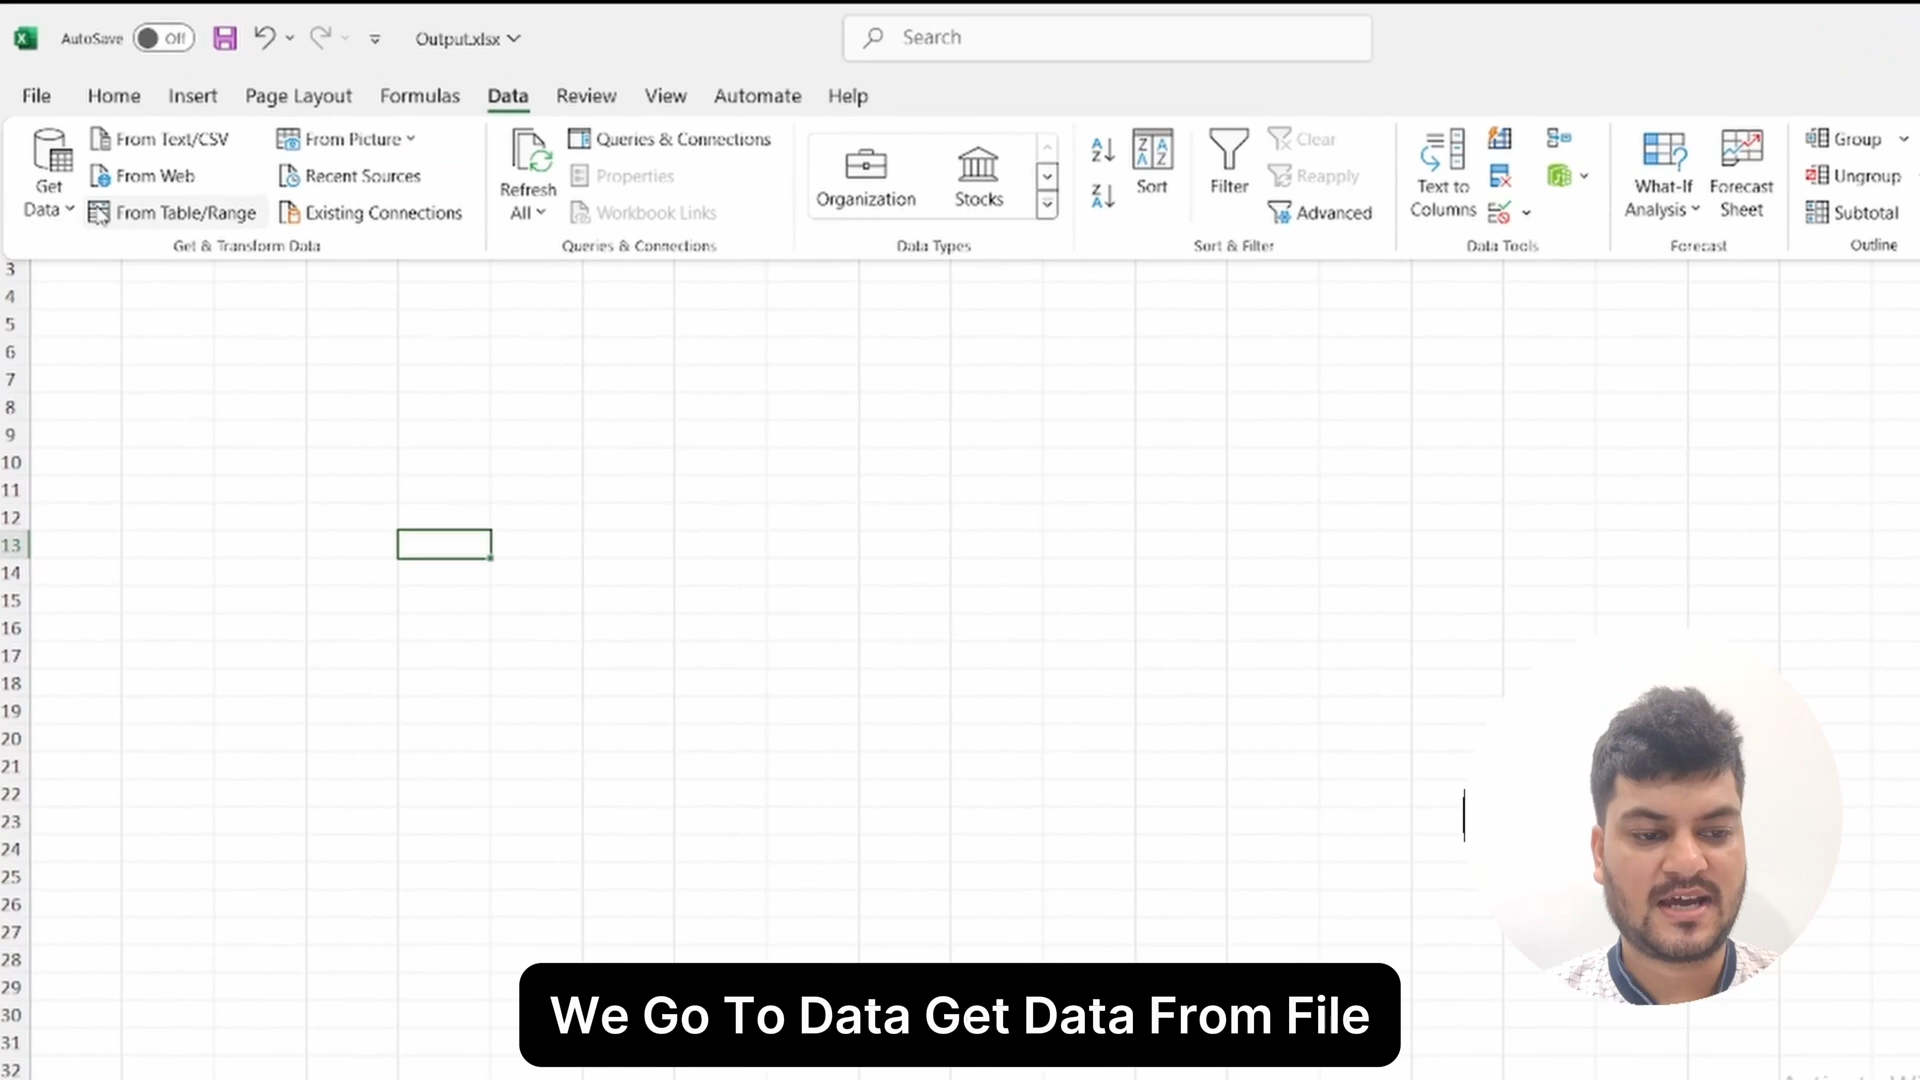 AutoSave Off Output.xlsx Search
File Home Insert Page Layout Formulas Data Review View Automate Help
Get Data
From Text/CSV
From Web
From Table/Range
From Picture
Recent Sources
Existing Connections
Get & Transform Data
Refresh All
Queries & Connections
Properties
Workbook Links
Queries & Connections
Organization
Stocks
Data Types
Sort
Filter
Clear
Reapply
Advanced
Sort & Filter
Text to Columns
Data Tools
What-If Analysis
Forecast Sheet
Forecast
Group
Ungroup
Subtotal
Outline
3
4
5
6
7
8
9
10
11
12
13
14
15
16
17
18
19
20
21
22
23
24
25
26
27
28
29
30
31
32
We Go To Data Get Data From File